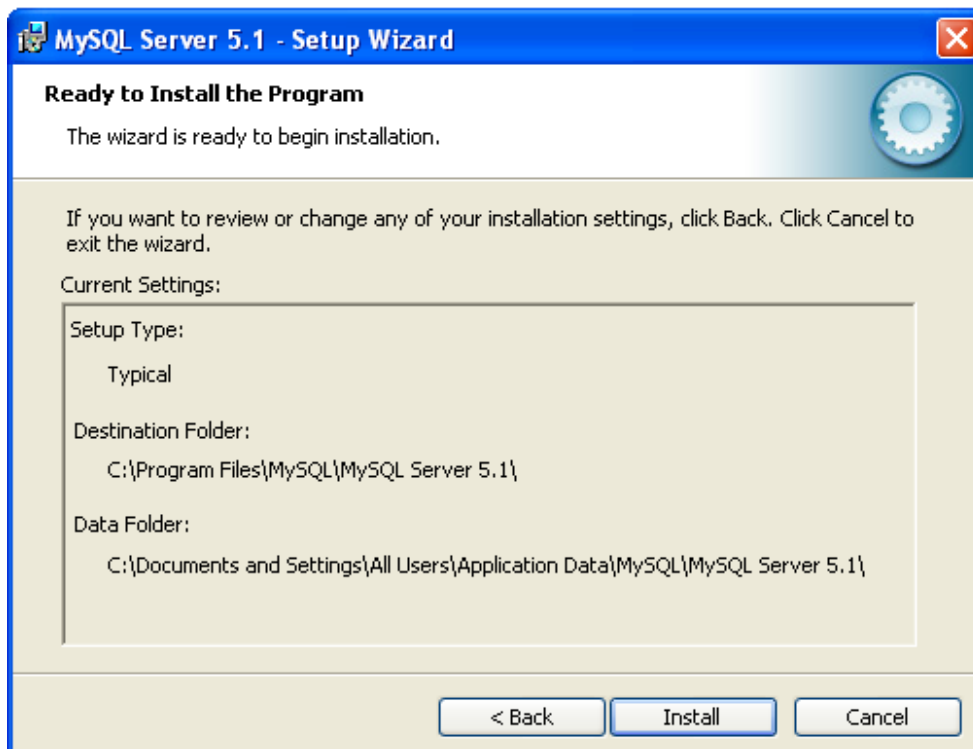 MySQL Server 5.1 - Setup Wizard
Ready to Install the Program
The wizard is ready to begin installation.
If you want to review or change any of your installation settings, click Back. Click Cancel to
exit the wizard.
Current Settings:
Setup Type:
Typical
Destination Folder:
C:\Program Files\MySQL\MySQL Server 5.1\
Data Folder:
C:\Documents and Settings\All Users\Application Data\MySQL\MySQL Server 5.1\
< Back Install Cancel